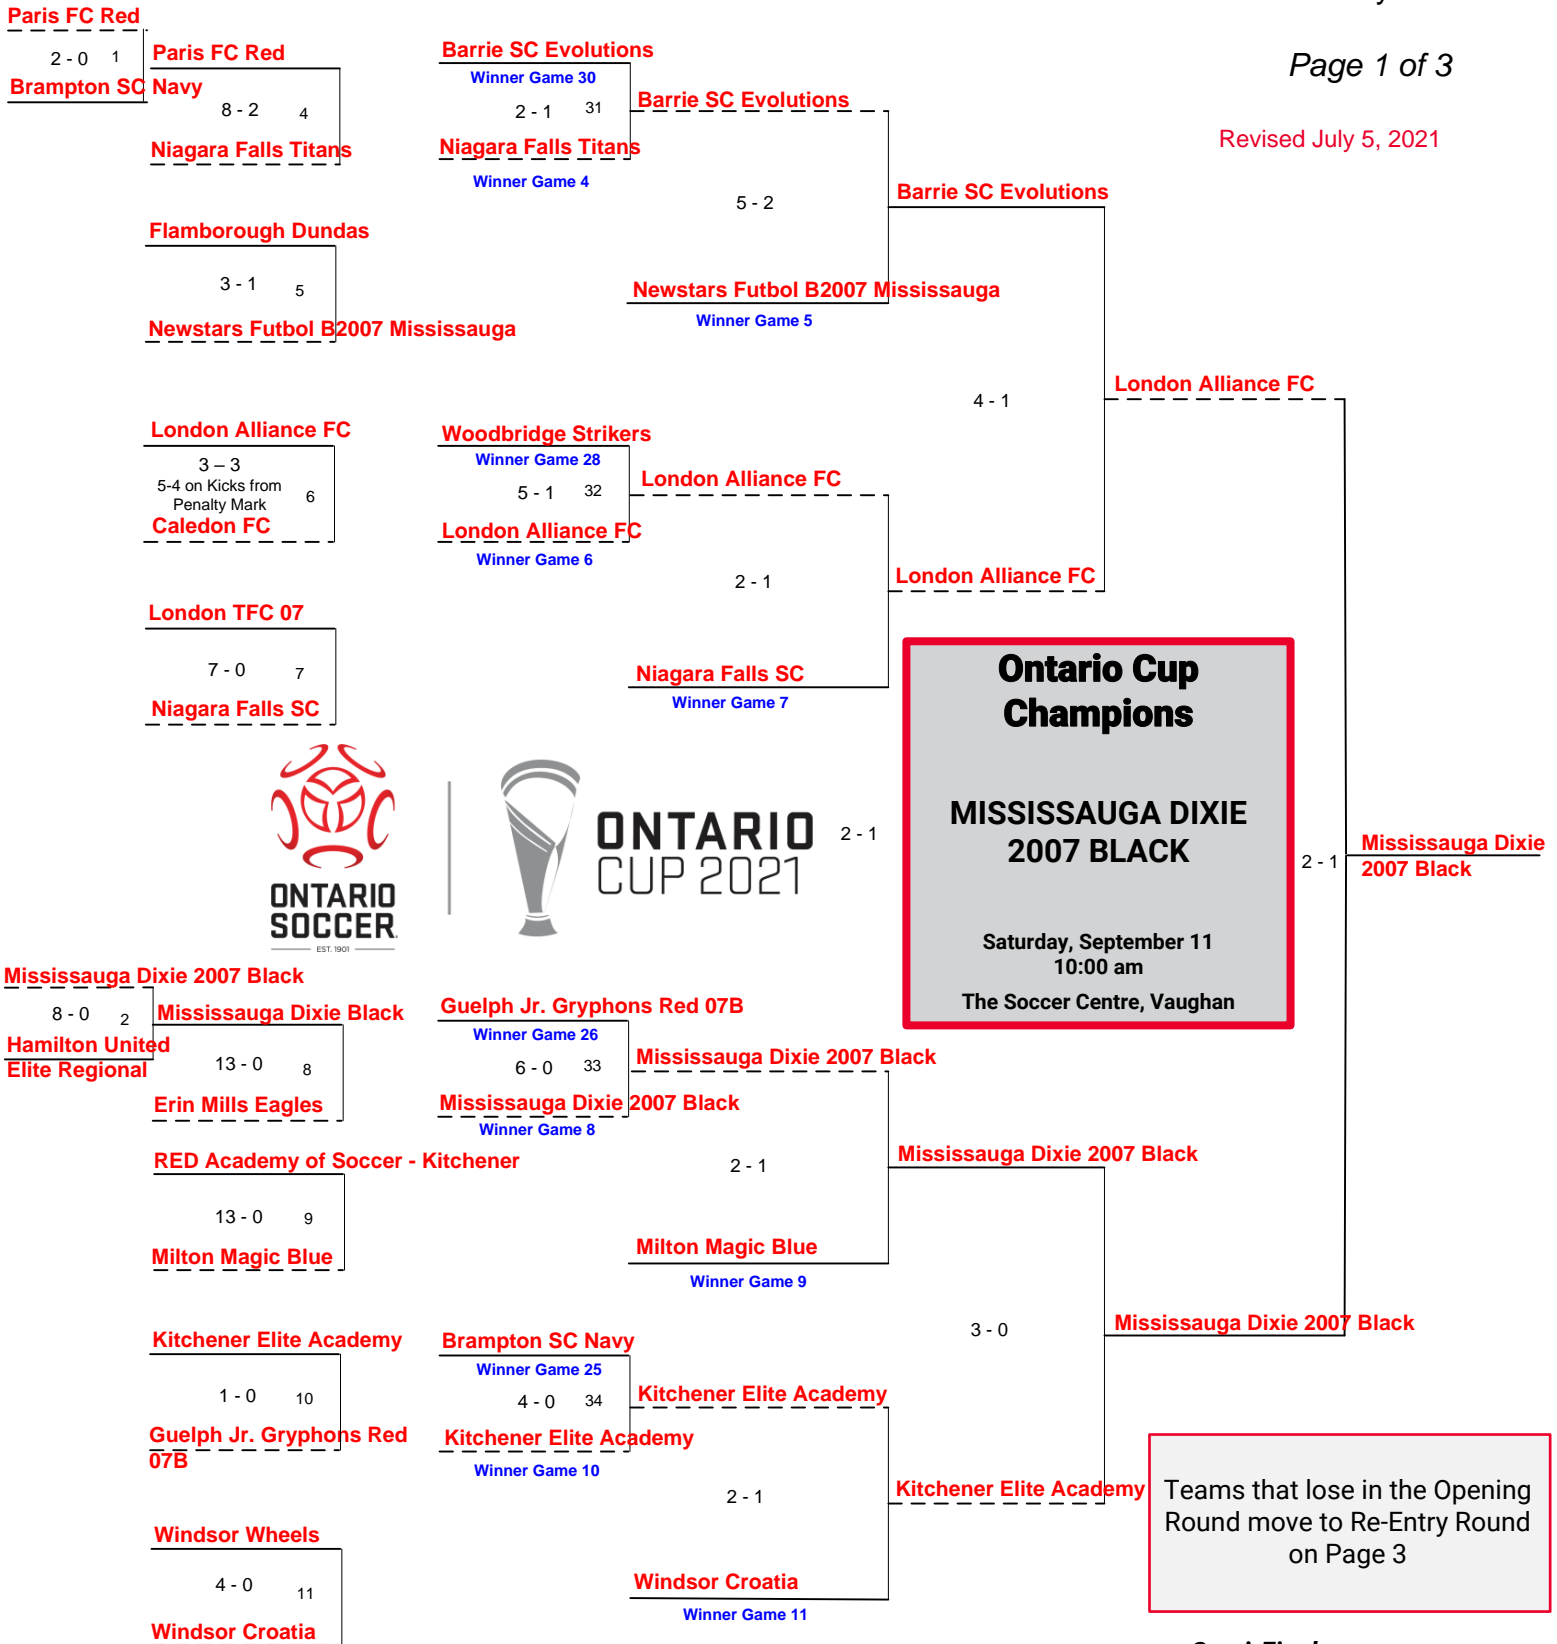 Page 1 of 3
Revised July 5, 2021
Paris FC Red
2 - 0 1
Brampton SC Navy
Paris FC Red
8 - 2 4
Niagara Falls Titans
Flamborough Dundas
3 - 1 5
Newstars Futbol B2007 Mississauga
London Alliance FC
3 – 3
5-4 on Kicks from
Penalty Mark
6
Caledon FC
London TFC 07
7 - 0 7
Niagara Falls SC
Barrie SC Evolutions
Winner Game 30
2 - 1 31
Niagara Falls Titans
Winner Game 4
Barrie SC Evolutions
5 - 2
Newstars Futbol B2007 Mississauga
Winner Game 5
Woodbridge Strikers
Winner Game 28
5 - 1 32
London Alliance FC
Winner Game 6
London Alliance FC
2 - 1
Niagara Falls SC
Winner Game 7
Barrie SC Evolutions
4 - 1
London Alliance FC
London Alliance FC
ONTARIO
SOCCER
EST. 1901
ONTARIO
CUP 2021
2 - 1
Ontario Cup
Champions
MISSISSAUGA DIXIE
2007 BLACK
Saturday, September 11
10:00 am
The Soccer Centre, Vaughan
2 - 1
Mississauga Dixie
2007 Black
Mississauga Dixie 2007 Black
8 - 0 2
Hamilton United
Elite Regional
Mississauga Dixie Black
13 - 0 8
Erin Mills Eagles
RED Academy of Soccer - Kitchener
13 - 0 9
Milton Magic Blue
Kitchener Elite Academy
1 - 0 10
Guelph Jr. Gryphons Red
07B
Windsor Wheels
4 - 0 11
Windsor Croatia
Guelph Jr. Gryphons Red 07B
Winner Game 26
6 - 0 33
Mississauga Dixie 2007 Black
Winner Game 8
Mississauga Dixie 2007 Black
2 - 1
Milton Magic Blue
Winner Game 9
Brampton SC Navy
Winner Game 25
4 - 0 34
Kitchener Elite Academy
Winner Game 10
Kitchener Elite Academy
2 - 1
Windsor Croatia
Winner Game 11
Mississauga Dixie 2007 Black
3 - 0
Kitchener Elite Academy
Mississauga Dixie 2007 Black
Teams that lose in the Opening
Round move to Re-Entry Round
on Page 3